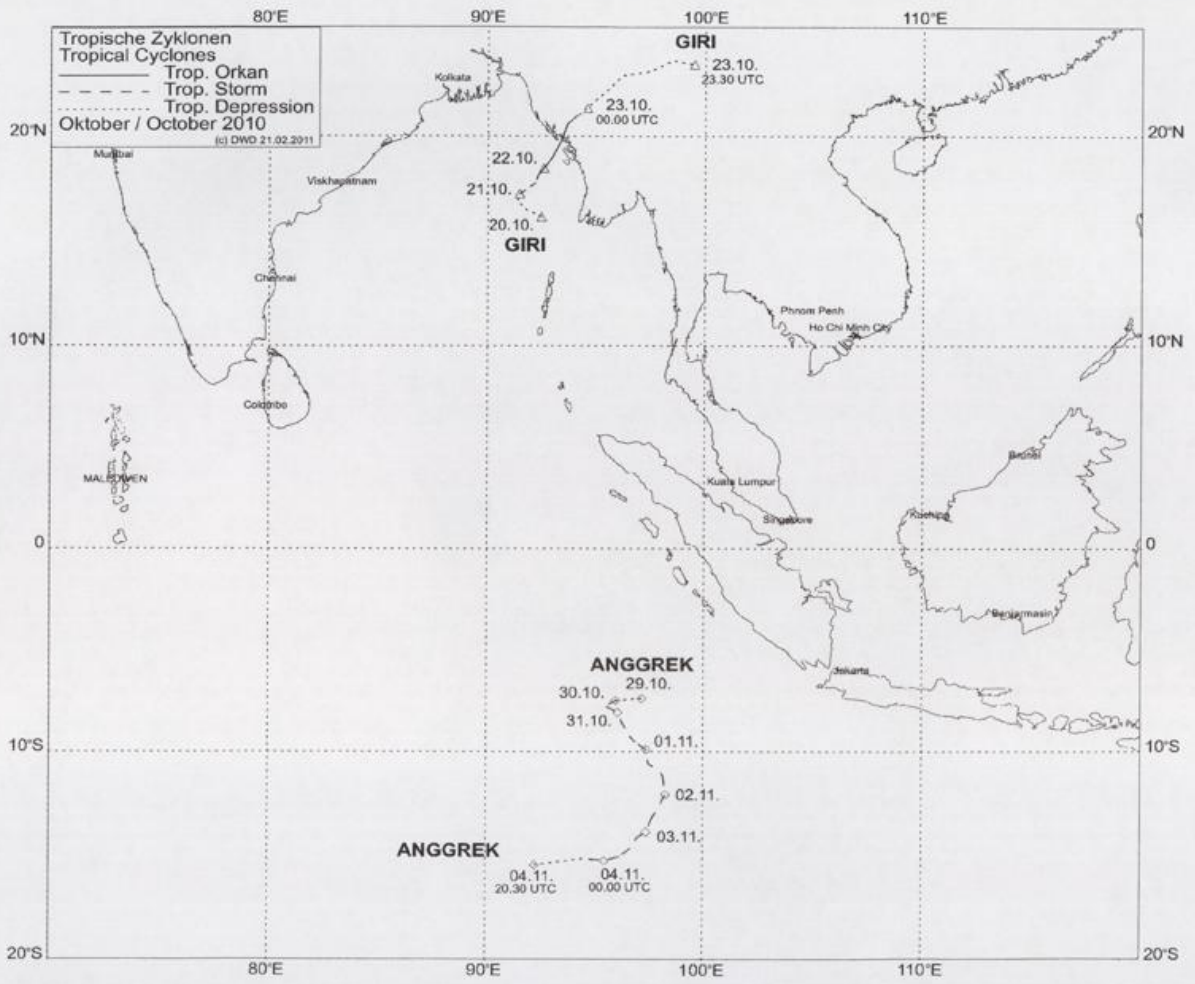 80°E 90°E 100°E 110°E
Tropische Zyklonen
Tropical Cyclones
Trop. Orkan
Trop. Storm
Trop. Depression
Oktober / October 2010
(c) DWD 21.02.2011
GIRI
23.10.
23.30 UTC
Kolkata
23.10.
00.00 UTC
20°N
20°N
Mumbai
22.10.
Viskhapatnam
21.10.
20.10.
GIRI
Chennai
Phnom Penh
Ho Chi Minh City
10°N
10°N
Colombo
Brunei
MALEDIVEN
Kuala Lumpur
Singapore
Kuching
0
0
Banjarmasin
ANGGREK
Jakarta
30.10.
29.10.
31.10.
01.11.
10°S
10°S
02.11.
03.11.
ANGGREK
04.11.
20.30 UTC
04.11.
00.00 UTC
20°S
20°S
80°E 90°E 100°E 110°E